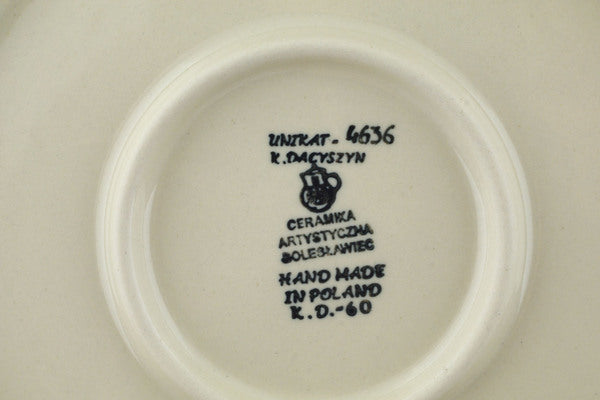 UNIKAT - 4636
K. DACYSZYN
CERAMIKA
ARTYSTYCZNA
BOLESŁAWIEC
HAND MADE
IN POLAND
K. D.-60